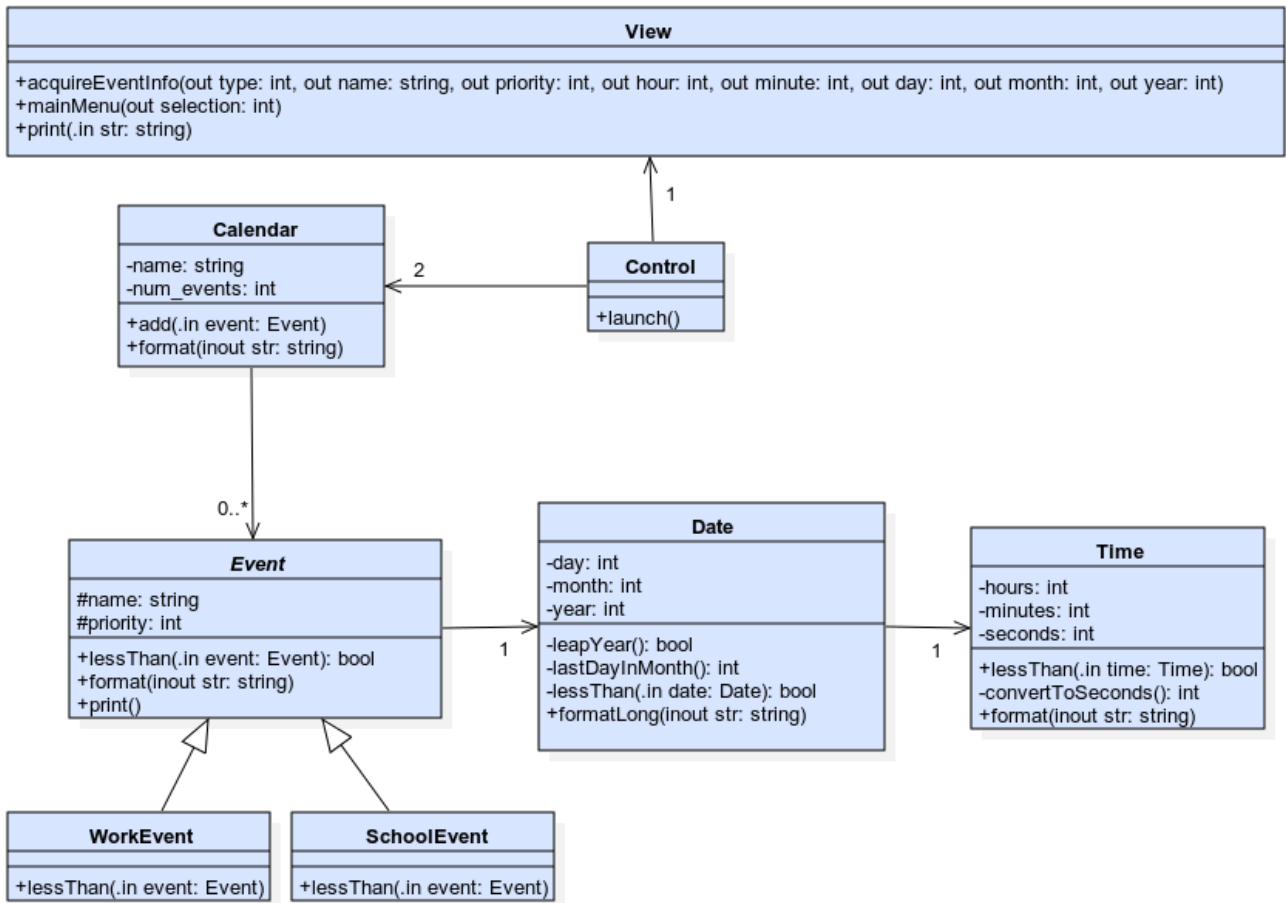 View
+acquireEventInfo(out type: int, out name: string, out priority: int, out hour: int, out minute: int, out day: int, out month: int, out year: int)
+mainMenu(out selection: int)
+print(.in str: string)
1
Calendar
-name: string
-num_events: int
+add(.in event: Event)
+format(inout str: string)
2
Control
+launch()
0..*
Event
#name: string
#priority: int
+lessThan(.in event: Event): bool
+format(inout str: string)
+print()
1
Date
-day: int
-month: int
-year: int
-leapYear(): bool
-lastDayInMonth(): int
-lessThan(.in date: Date): bool
+formatLong(inout str: string)
1
Time
-hours: int
-minutes: int
-seconds: int
+lessThan(.in time: Time): bool
-convertToSeconds(): int
+format(inout str: string)
WorkEvent
+lessThan(.in event: Event)
SchoolEvent
+lessThan(.in event: Event)